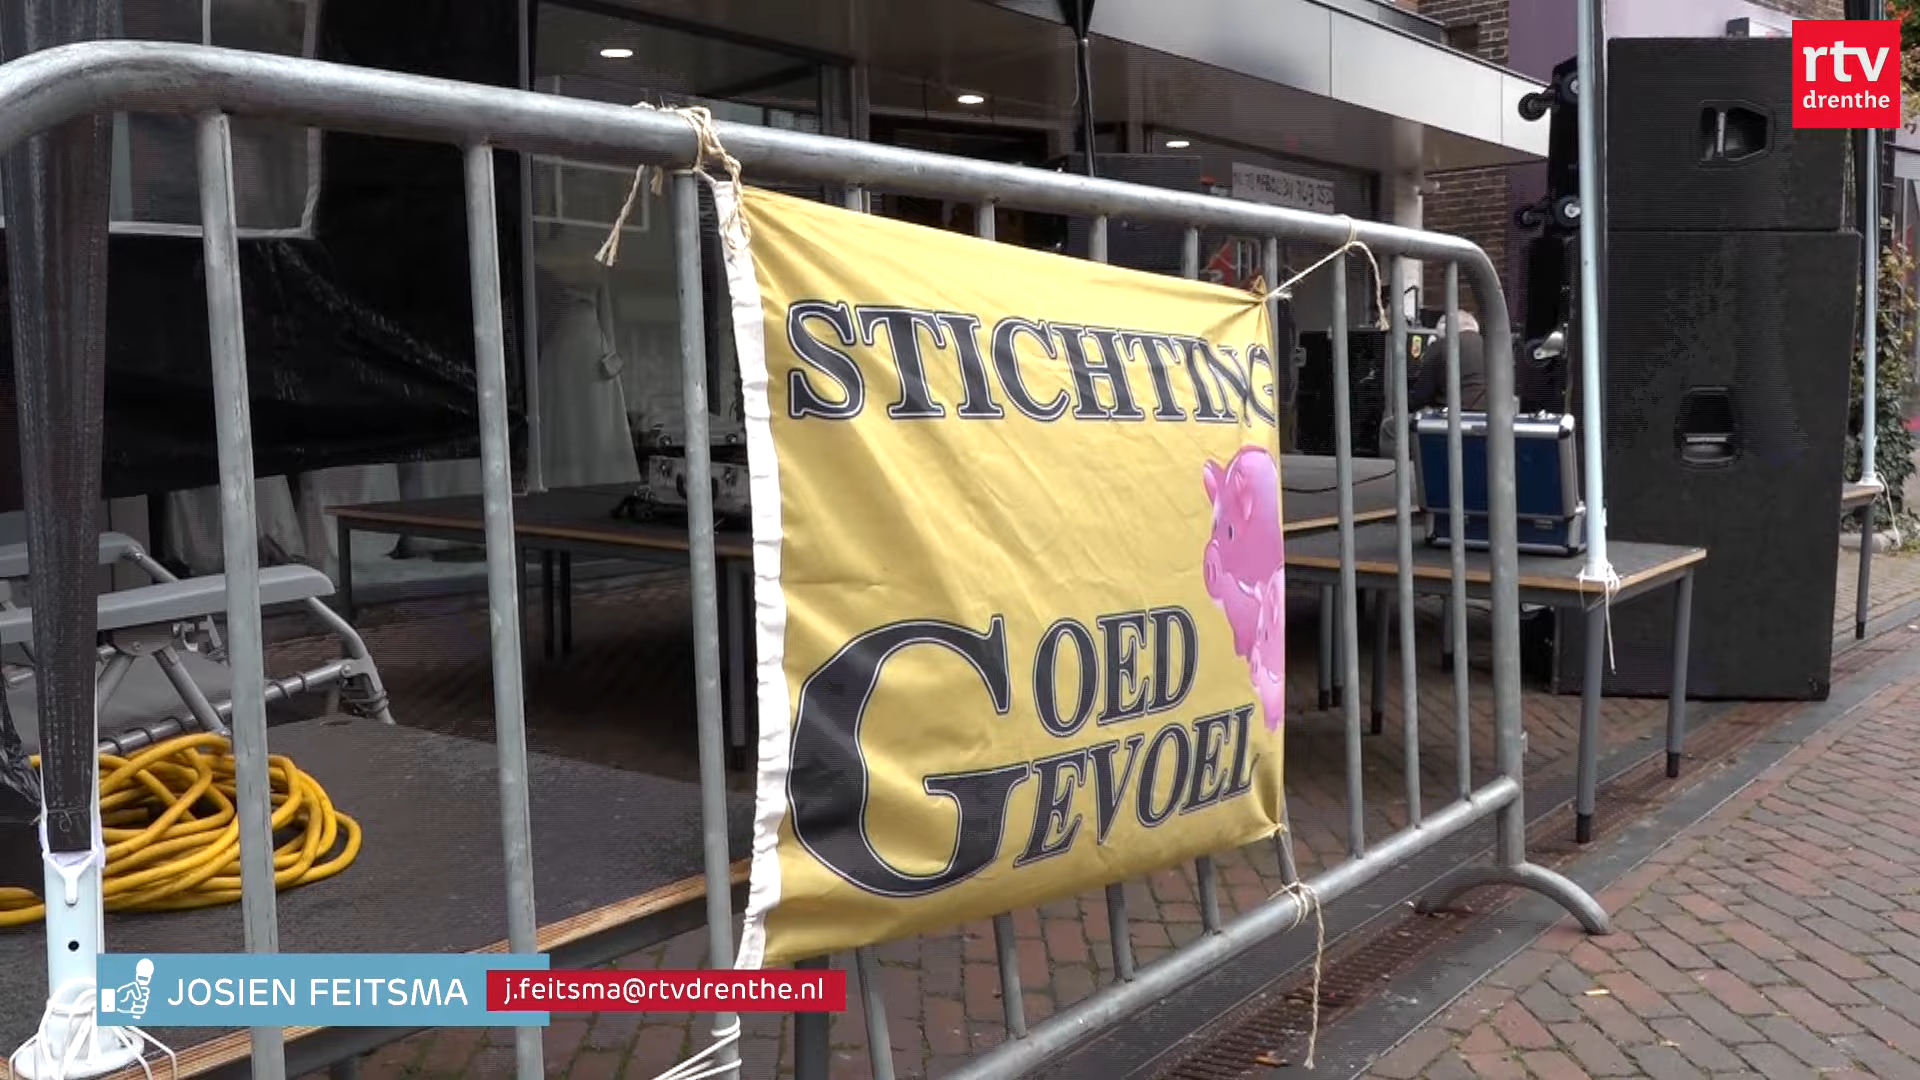 rtv
drenthe
STICHTING
GOED
GEVOEL
JOSIEN FEITSMA
j.feitsma@rtvdrenthe.nl